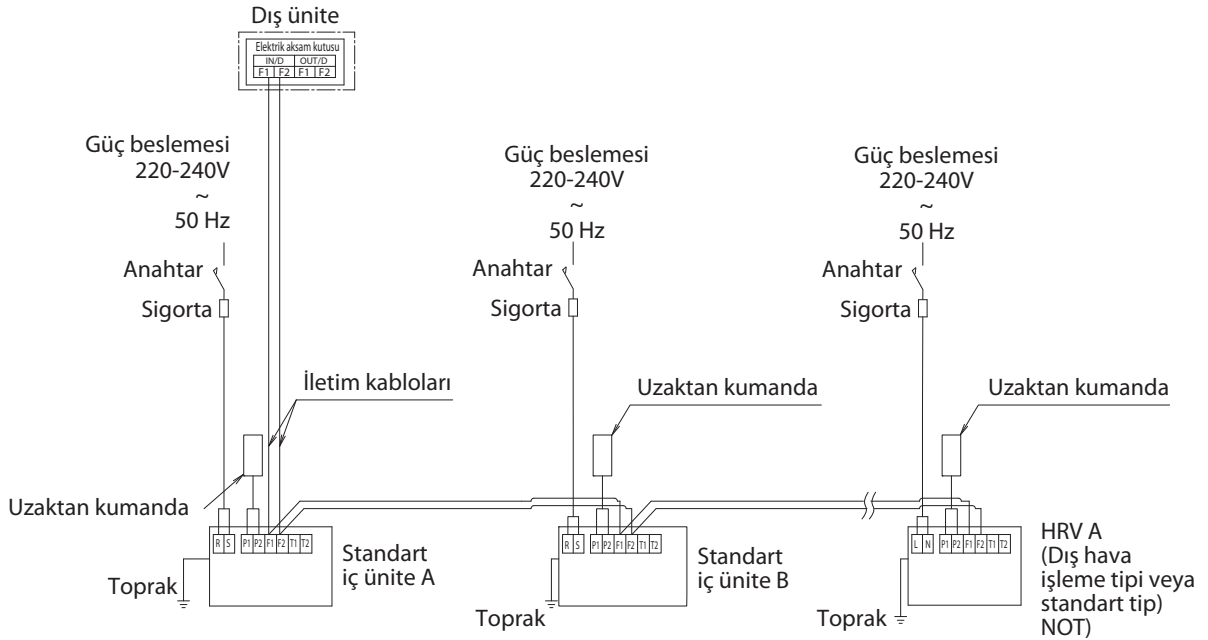 Dış ünite
Elektrik aksam kutusu
IN/D OUT/D
F1 F2 F1 F2
Güç beslemesi
220-240V
~
50 Hz
Anahtar
Sigorta
Güç beslemesi
220-240V
~
50 Hz
Anahtar
Sigorta
Güç beslemesi
220-240V
~
50 Hz
Anahtar
Sigorta
İletim kabloları
Uzaktan kumanda
Uzaktan kumanda
Uzaktan kumanda
R S P1 P2 F1 F2 T1 T2
Standart
iç ünite A
Toprak
R S P1 P2 F1 F2 T1 T2
Standart
iç ünite B
Toprak
L N P1 P2 F1 F2 T1 T2
HRV A
(Dış hava
işleme tipi veya
standart tip)
NOT)
Toprak